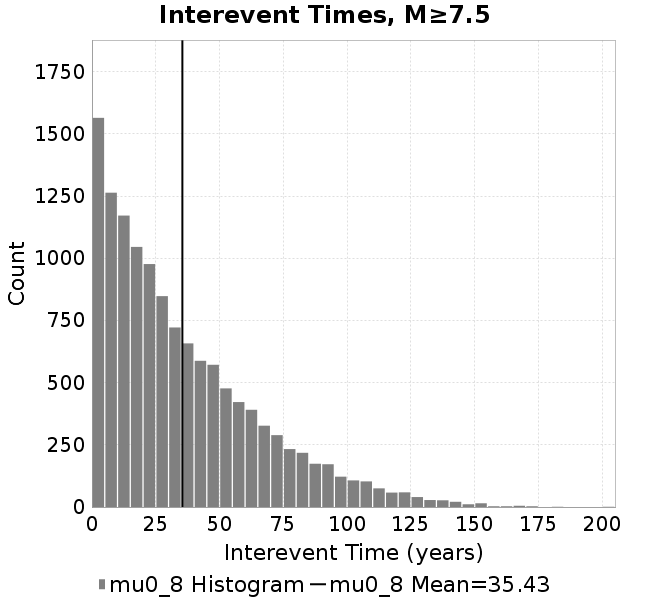 Interevent Times, M≥7.5
1750
1500
1250
1000
750
500
250
0
Count
0 25 50 75 100 125 150 175 200
Interevent Time (years)
mu0_8 Histogram mu0_8 Mean=35.43